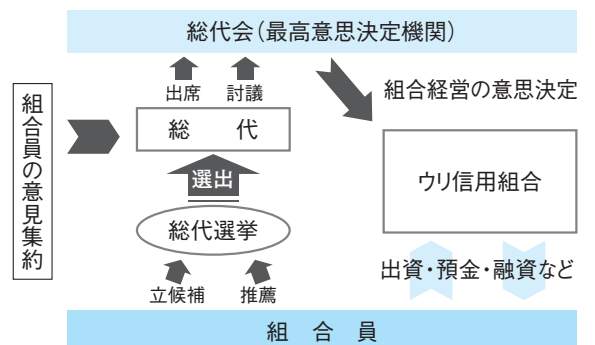 総代会（最高意思決定機関）
出席 討議
組合経営の意思決定
組合員の意見集約
総 代
選出
ウリ信用組合
総代選挙
出資・預金・融資など
立候補 推薦
組 合 員